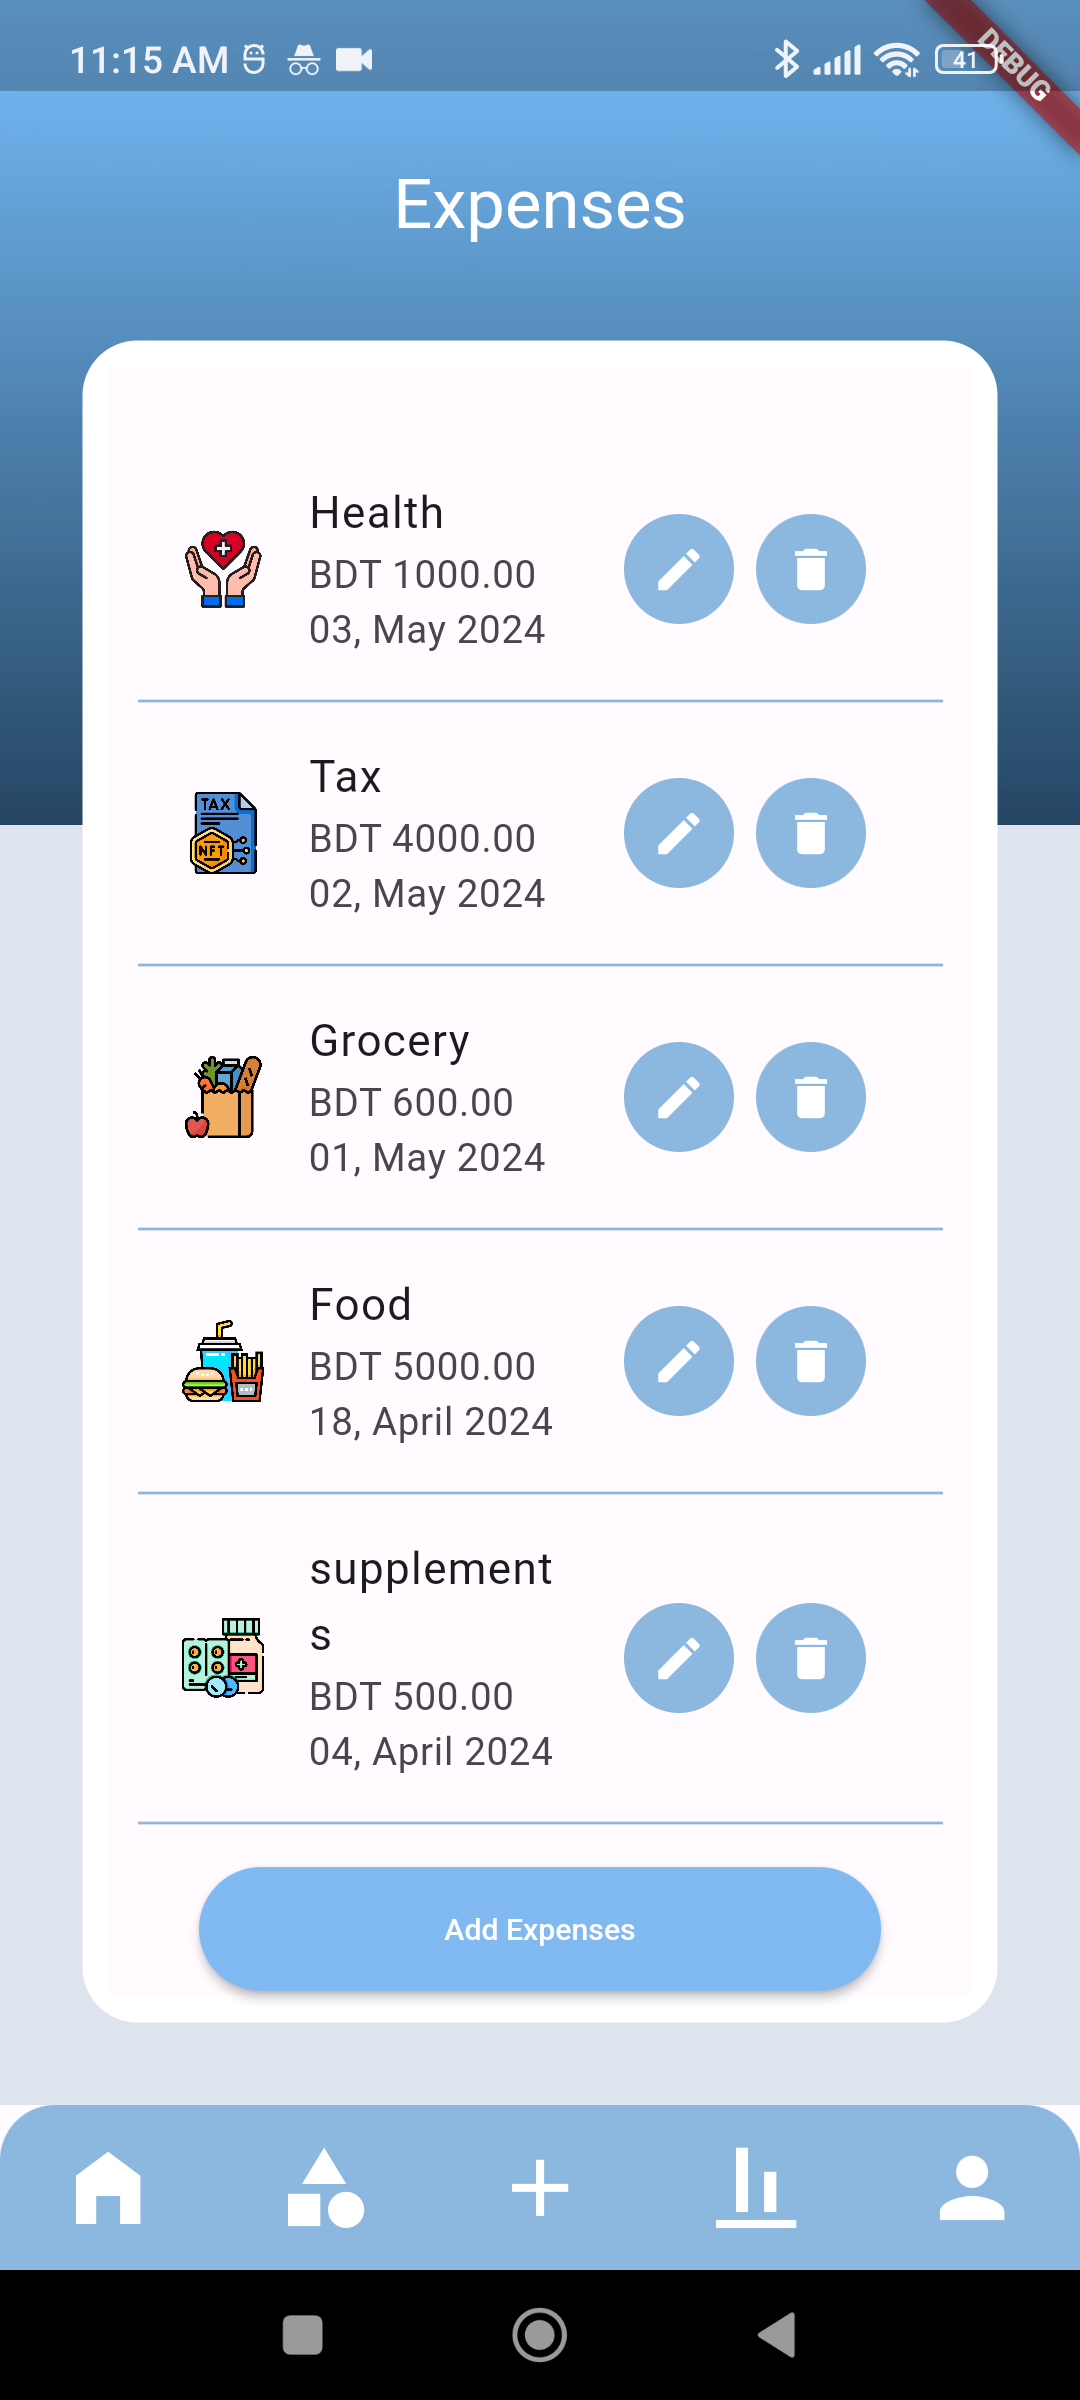 11:15 AM
41
DEBUG
Expenses
Health
BDT 1000.00
03, May 2024
TAX
NFT
Tax
BDT 4000.00
02, May 2024
Grocery
BDT 600.00
01, May 2024
Food
BDT 5000.00
18, April 2024
supplement
s
BDT 500.00
04, April 2024
Add Expenses